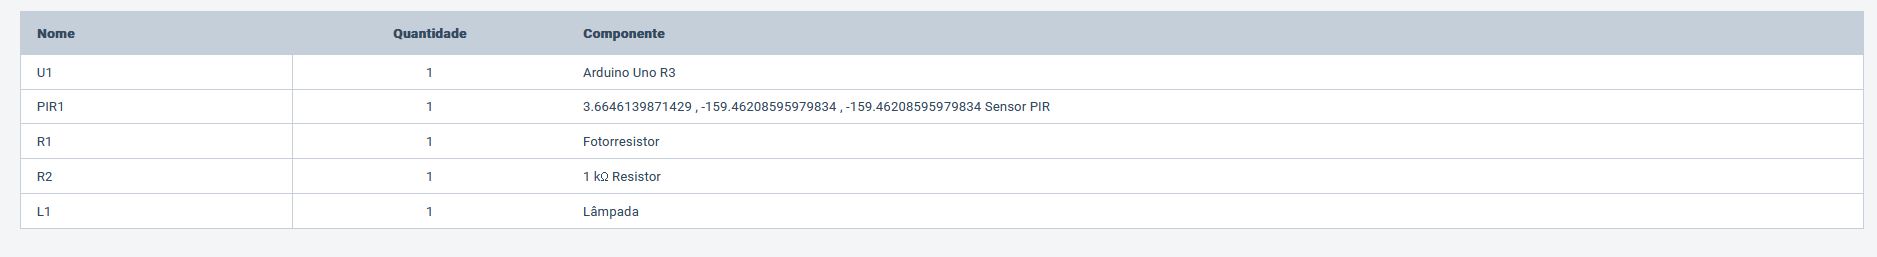 Nome Quantidade Componente
U1 1 Arduino Uno R3
PIR1 1 3.6646139871429 , -159.46208595979834 , -159.46208595979834 Sensor PIR
R1 1 Fotorresistor
R2 1 1 kΩ Resistor
L1 1 Lâmpada